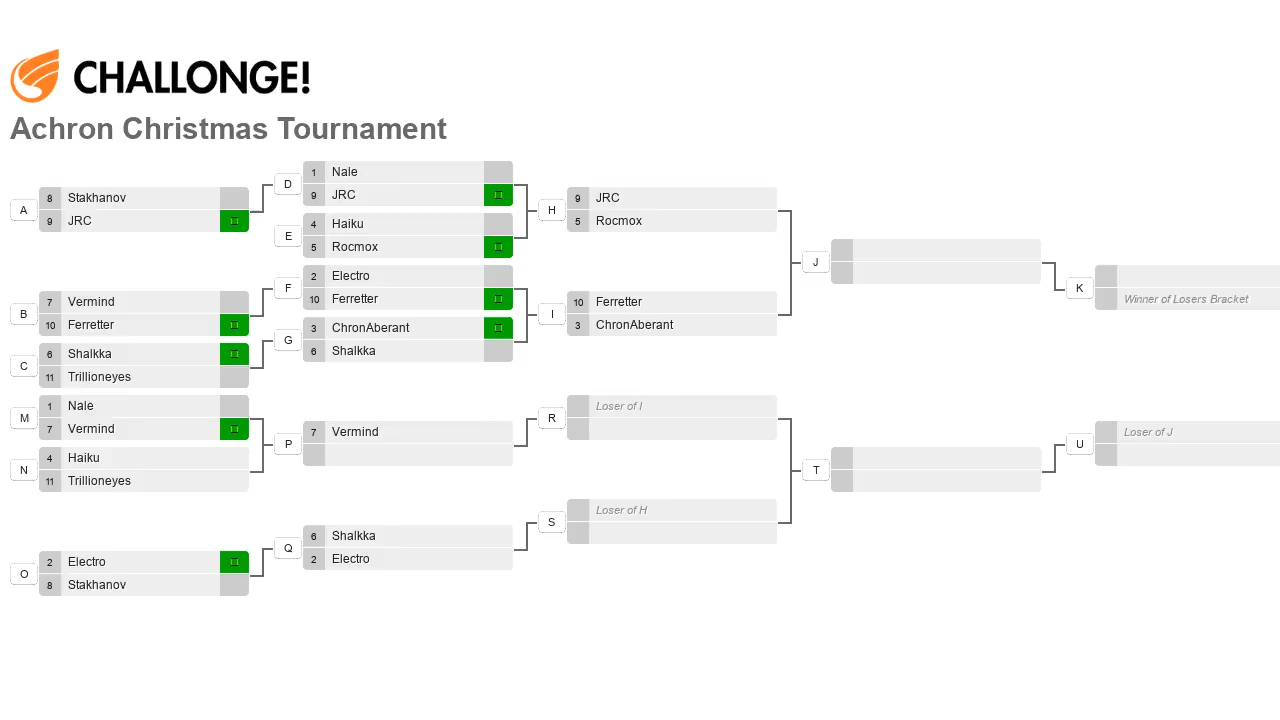 CHALLONGE!
Achron Christmas Tournament
A
8 Stakhanov
9 JRC
B
7 Vermind
10 Ferretter
C
6 Shalkka
11 Trillioneyes
D
1 Nale
9 JRC
E
4 Haiku
5 Rocmox
F
2 Electro
10 Ferretter
G
3 ChronAberant
6 Shalkka
H
9 JRC
5 Rocmox
I
10 Ferretter
3 ChronAberant
J
K
Winner of Losers Bracket
M
1 Nale
7 Vermind
N
4 Haiku
11 Trillioneyes
O
2 Electro
8 Stakhanov
P
7 Vermind
Q
6 Shalkka
2 Electro
R
Loser of I
S
Loser of H
T
U
Loser of J